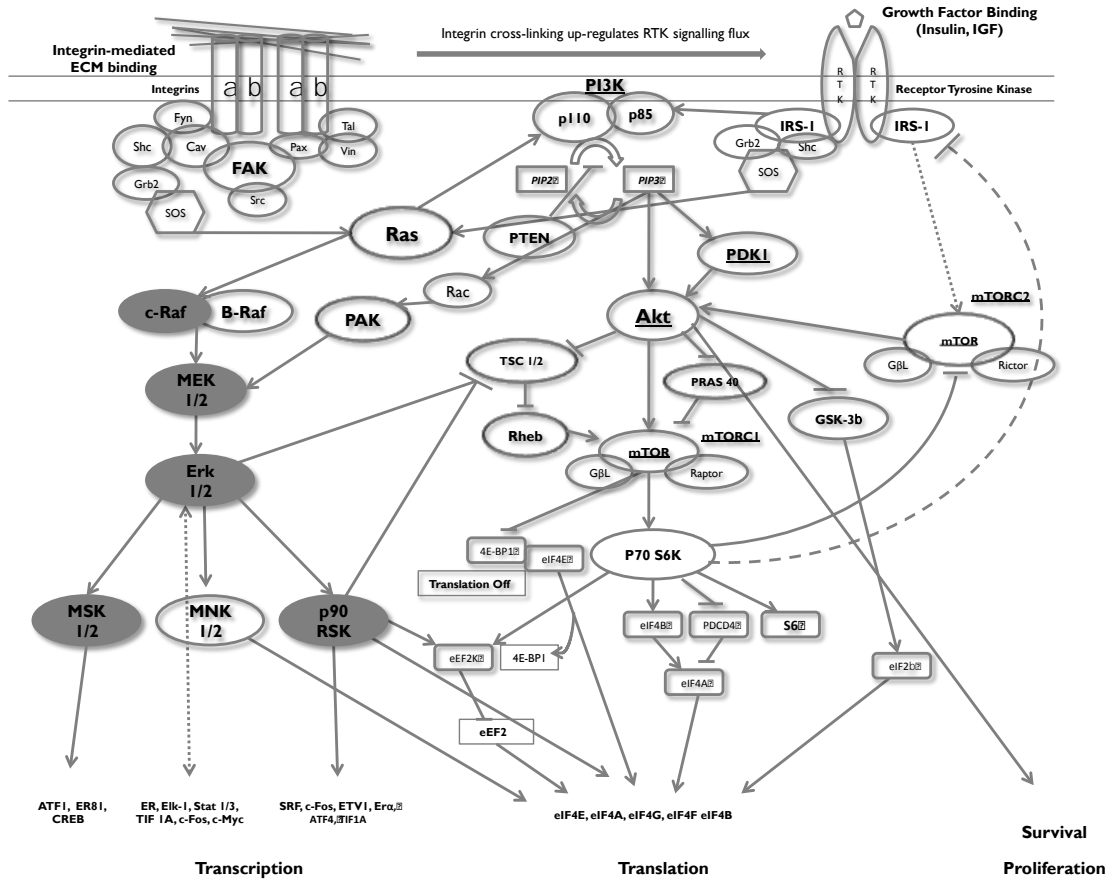 Growth Factor Binding
(Insulin, IGF)
Integrin cross-linking up-regulates RTK signalling flux
Integrin-mediated
ECM binding
Integrins
a b a b
R T K
R T K
Receptor Tyrosine Kinase
PI3K
p110
p85
IRS-1
IRS-1
Fyn
Tal
Shc
Cav
Pax
Vin
FAK
Grb2
Shc
Grb2
Src
SOS
SOS
PIP2
PIP3
Ras
PTEN
PDK1
Rac
mTORC2
c-Raf
B-Raf
PAK
Akt
mTOR
GβL
Rictor
TSC 1/2
MEK
1/2
PRAS 40
GSK-3b
Rheb
mTORC1
mTOR
GβL
Raptor
Erk
1/2
4E-BP1
eIF4E
P70 S6K
Translation Off
MSK
1/2
MNK
1/2
p90
RSK
eIF4B
PDCD4
S6
eEF2K
4E-BP1
eIF2b
eIF4A
eEF2
ATF1, ER81,
CREB
ER, Elk-1, Stat 1/3,
TIF 1A, c-Fos, c-Myc
SRF, c-Fos, ETV1, Erα,
ATF4, TIF1A
eIF4E, eIF4A, eIF4G, eIF4F eIF4B
Survival
Transcription
Translation
Proliferation